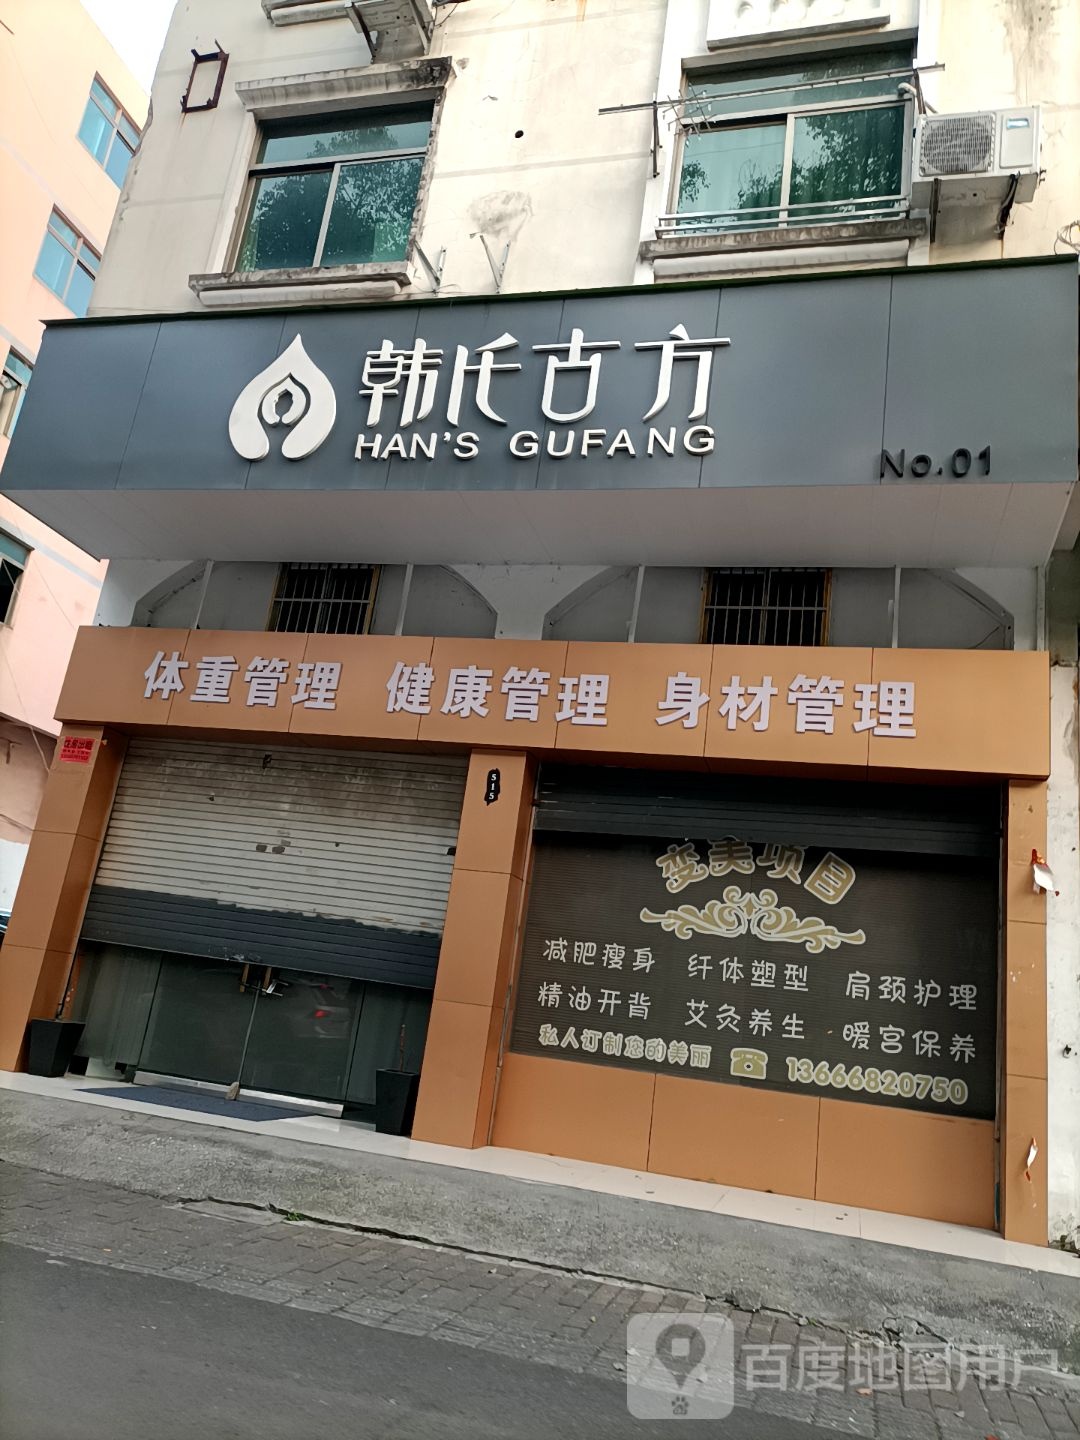 韩氏古方
HAN'S GUFANG
No.01
体重管理 健康管理 身材管理
515
变美项目
减肥瘦身 纤体塑型 肩颈护理
精油开背 艾灸养生 暖宫保养
私人订制您的美丽 ☎ 13666820750
百度地图用户